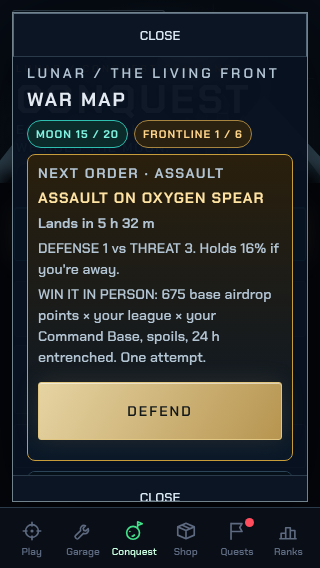 CLOSE
LUNAR / THE LIVING FRONT
WAR MAP
MOON 15 / 20
FRONTLINE 1 / 6
NEXT ORDER · ASSAULT
ASSAULT ON OXYGEN SPEAR
Lands in 5 h 32 m
DEFENSE 1 vs THREAT 3. Holds 16% if
you're away.
WIN IT IN PERSON: 675 base airdrop
points × your league × your
Command Base, spoils, 24 h
entrenched. One attempt.
DEFEND
CLOSE
Play
Garage
Conquest
Shop
Quests
Ranks